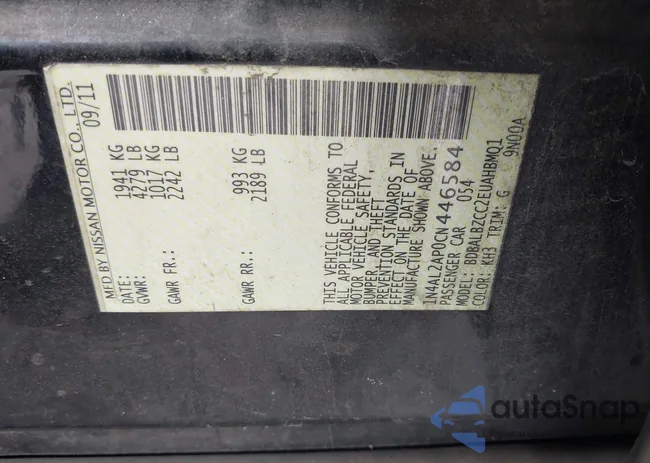 MFD BY NISSAN MOTOR CO., LTD.
DATE: 09/11
GVWR: 1941 KG
4279 LB
GAWR FR: 1017 KG
2242 LB
GAWR RR: 993 KG
2189 LB
THIS VEHICLE CONFORMS TO
ALL APPLICABLE FEDERAL
MOTOR VEHICLE SAFETY,
BUMPER, AND THEFT
PREVENTION STANDARDS IN
EFFECT ON THE DATE OF
MANUFACTURE SHOWN ABOVE.
1N4AL2AP0CN446584
PASSENGER CAR 054
MODEL: BDBALBZCC2EUAHBMQ1
COLOR: KH3 TRIM: G 9N00A
autaSnap